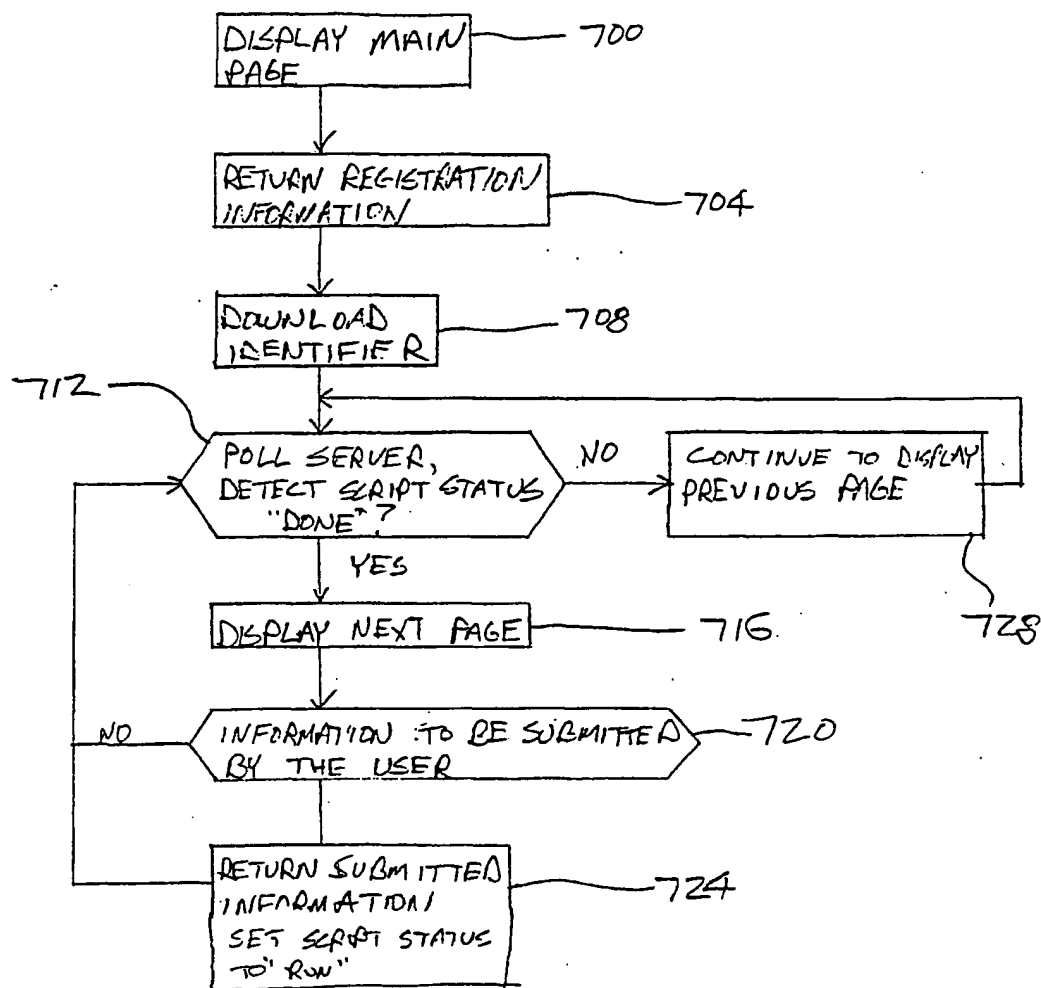 DISPLAY MAIN
PAGE
700
RETURN REGISTRATION
INFORMATION
704
DOWNLOAD
IDENTIFIER
708
712
POLL SERVER,
DETECT SCRIPT STATUS
"DONE"?
NO
CONTINUE TO DISPLAY
PREVIOUS PAGE
728
YES
DISPLAY NEXT PAGE
716
NO
INFORMATION TO BE SUBMITTED
BY THE USER
720
RETURN SUBMITTED
INFORMATION
SET SCRIPT STATUS
TO "RUN"
724